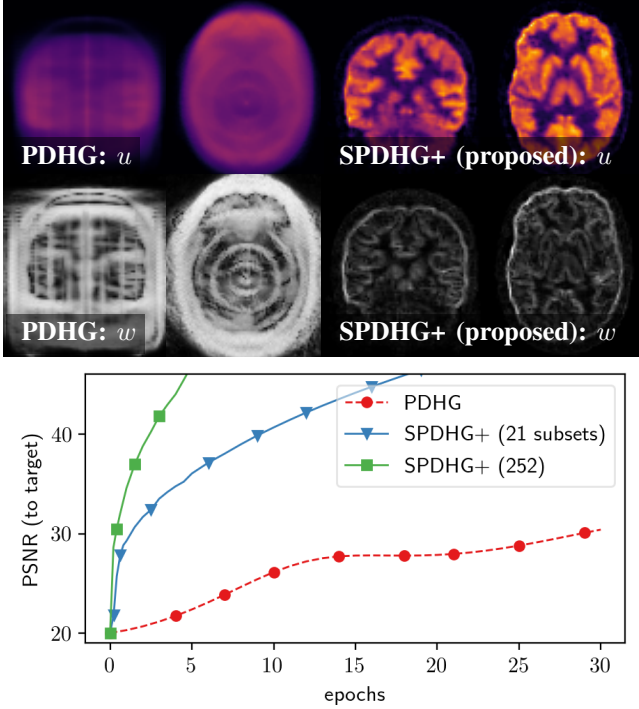 PDHG: u
SPDHG+ (proposed): u
PDHG: w
SPDHG+ (proposed): w
PSNR (to target)
40
30
20
PDHG
SPDHG+ (21 subsets)
SPDHG+ (252)
0 5 10 15 20 25 30
epochs